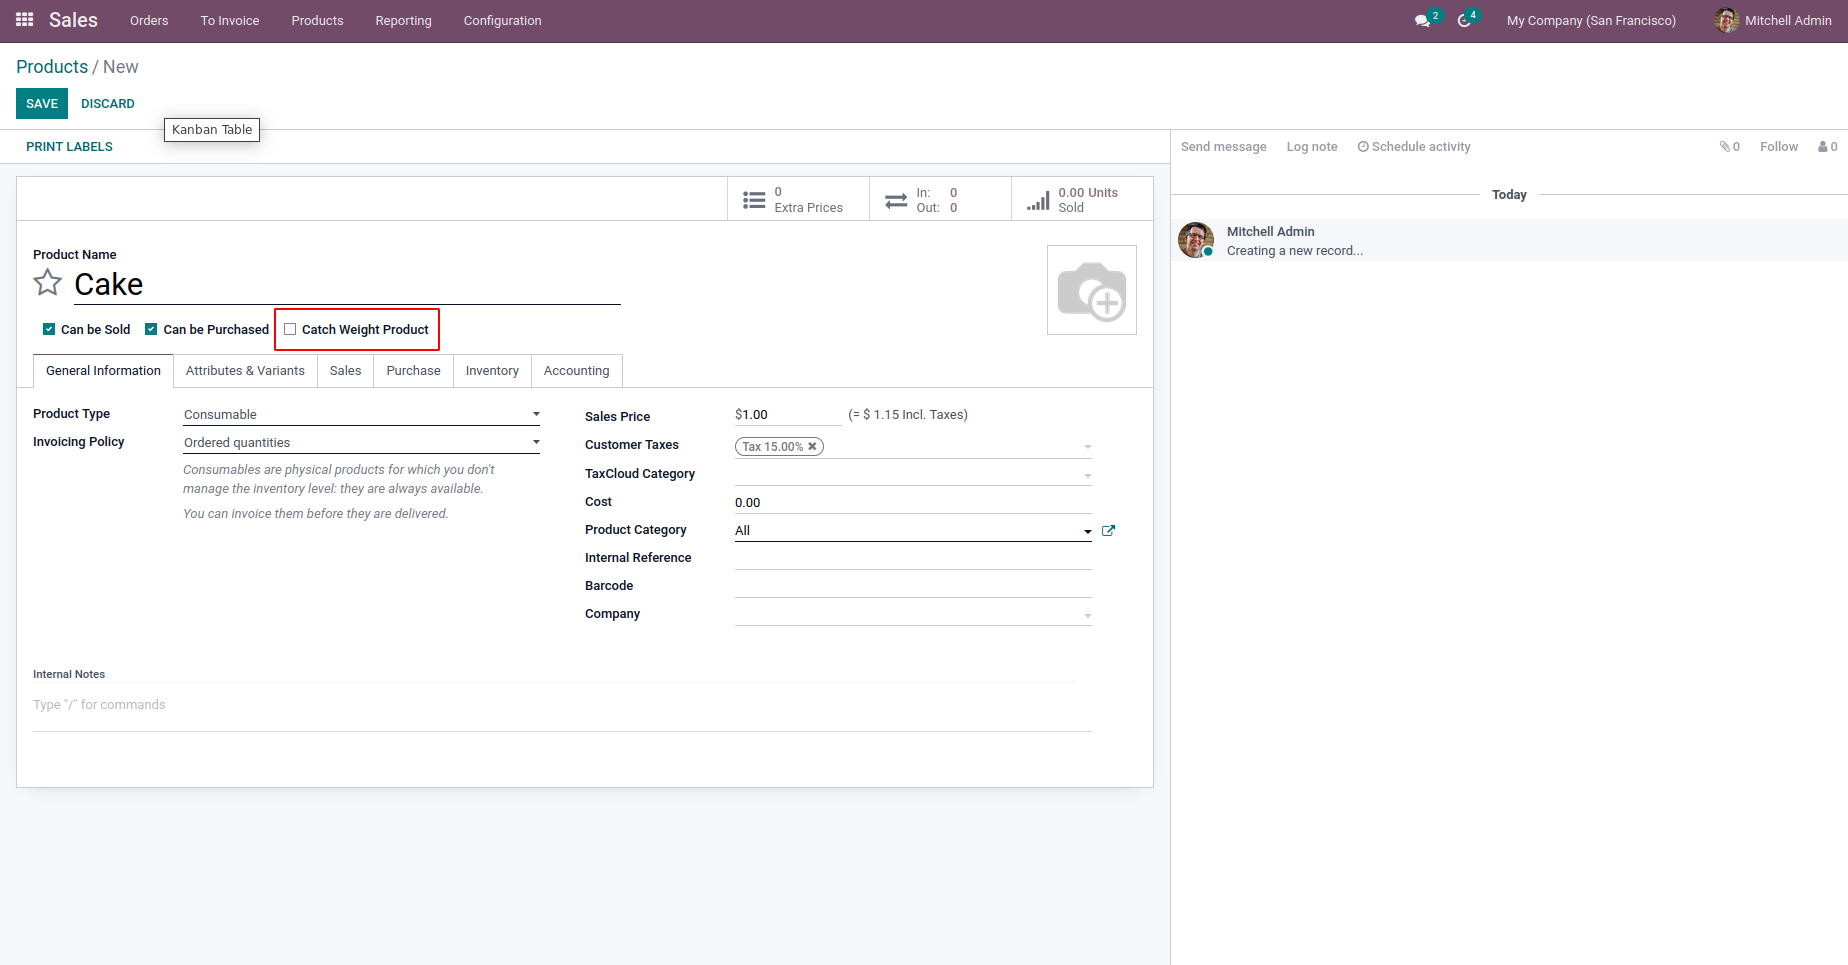 Sales Orders To Invoice Products Reporting Configuration 2 4 My Company (San Francisco) Mitchell Admin
Products / New
SAVE DISCARD
Kanban Table
PRINT LABELS
Send message Log note Schedule activity 0 Follow 0
0
Extra Prices
In: 0
Out: 0
0.00 Units
Sold
Today
Mitchell Admin
Creating a new record...
Product Name
Cake
Can be Sold Can be Purchased Catch Weight Product
General Information Attributes & Variants Sales Purchase Inventory Accounting
Product Type Consumable
Invoicing Policy Ordered quantities
Consumables are physical products for which you don't
manage the inventory level: they are always available.
You can invoice them before they are delivered.
Sales Price $1.00 (= $ 1.15 Incl. Taxes)
Customer Taxes Tax 15.00%
TaxCloud Category
Cost 0.00
Product Category All
Internal Reference
Barcode
Company
Internal Notes
Type "/" for commands